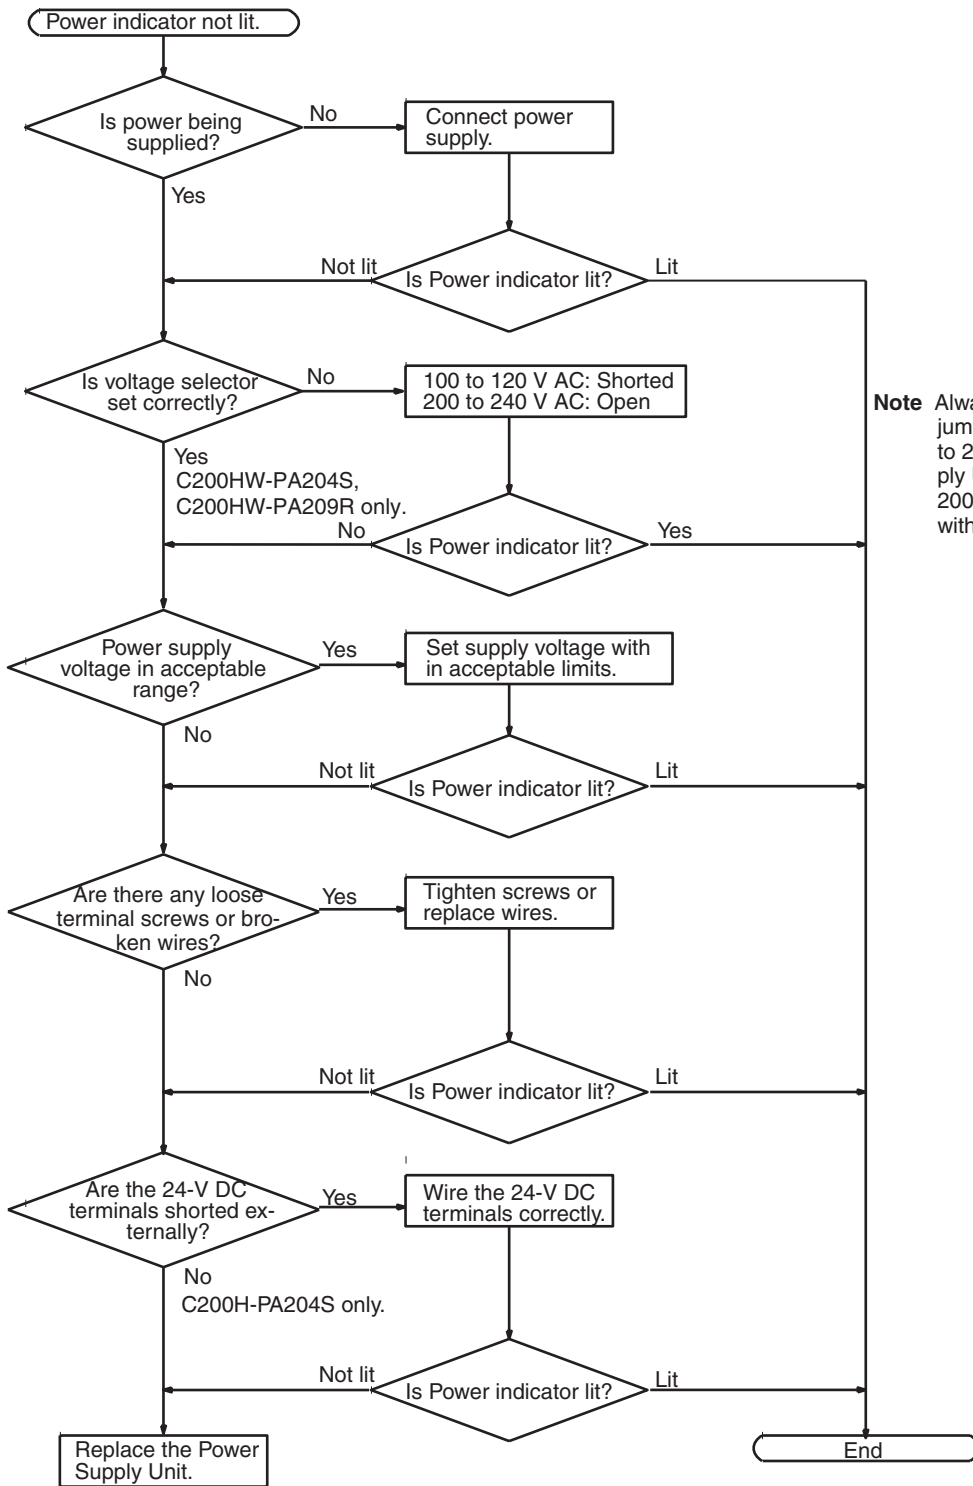 Power indicator not lit.
Is power being
supplied?
No
Connect power
supply.
Yes
Not lit
Is Power indicator lit?
Lit
Is voltage selector
set correctly?
No
100 to 120 V AC: Shorted
200 to 240 V AC: Open
Note
jum
to 2
ply
200
with
Yes
C200HW-PA204S,
C200HW-PA209R only.
No
Is Power indicator lit?
Yes
Power supply
voltage in acceptable
range?
Yes
Set supply voltage with
in acceptable limits.
No
Not lit
Is Power indicator lit?
Lit
Are there any loose
terminal screws or bro-
ken wires?
Yes
Tighten screws or
replace wires.
No
Not lit
Is Power indicator lit?
Lit
Are the 24-V DC
terminals shorted ex-
ternally?
Yes
Wire the 24-V DC
terminals correctly.
No
C200H-PA204S only.
Not lit
Is Power indicator lit?
Lit
Replace the Power
Supply Unit.
End